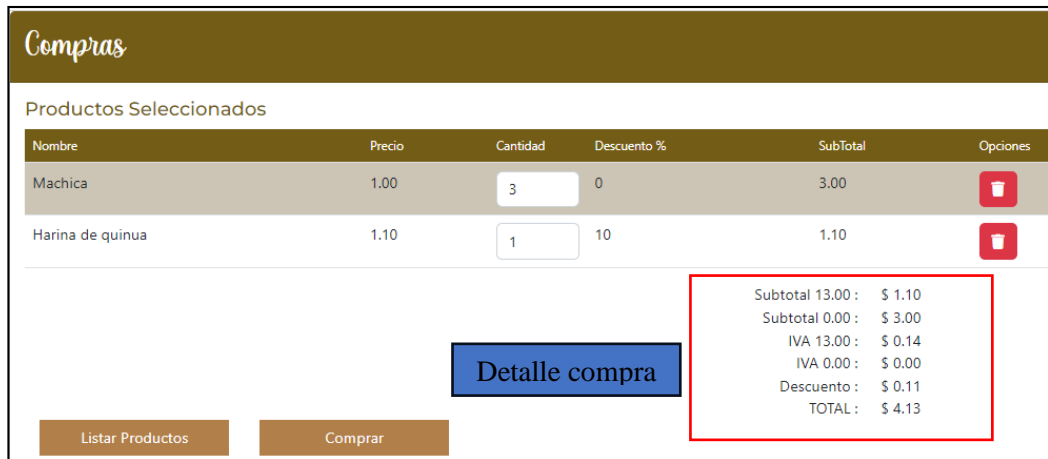 Compras
Productos Seleccionados
Nombre Precio Cantidad Descuento % SubTotal Opciones
Machica 1.00 3 0 3.00
Harina de quinua 1.10 1 10 1.10
Subtotal 13.00 : $ 1.10
Subtotal 0.00 : $ 3.00
IVA 13.00 : $ 0.14
IVA 0.00 : $ 0.00
Descuento : $ 0.11
TOTAL : $ 4.13
Detalle compra
Listar Productos Comprar